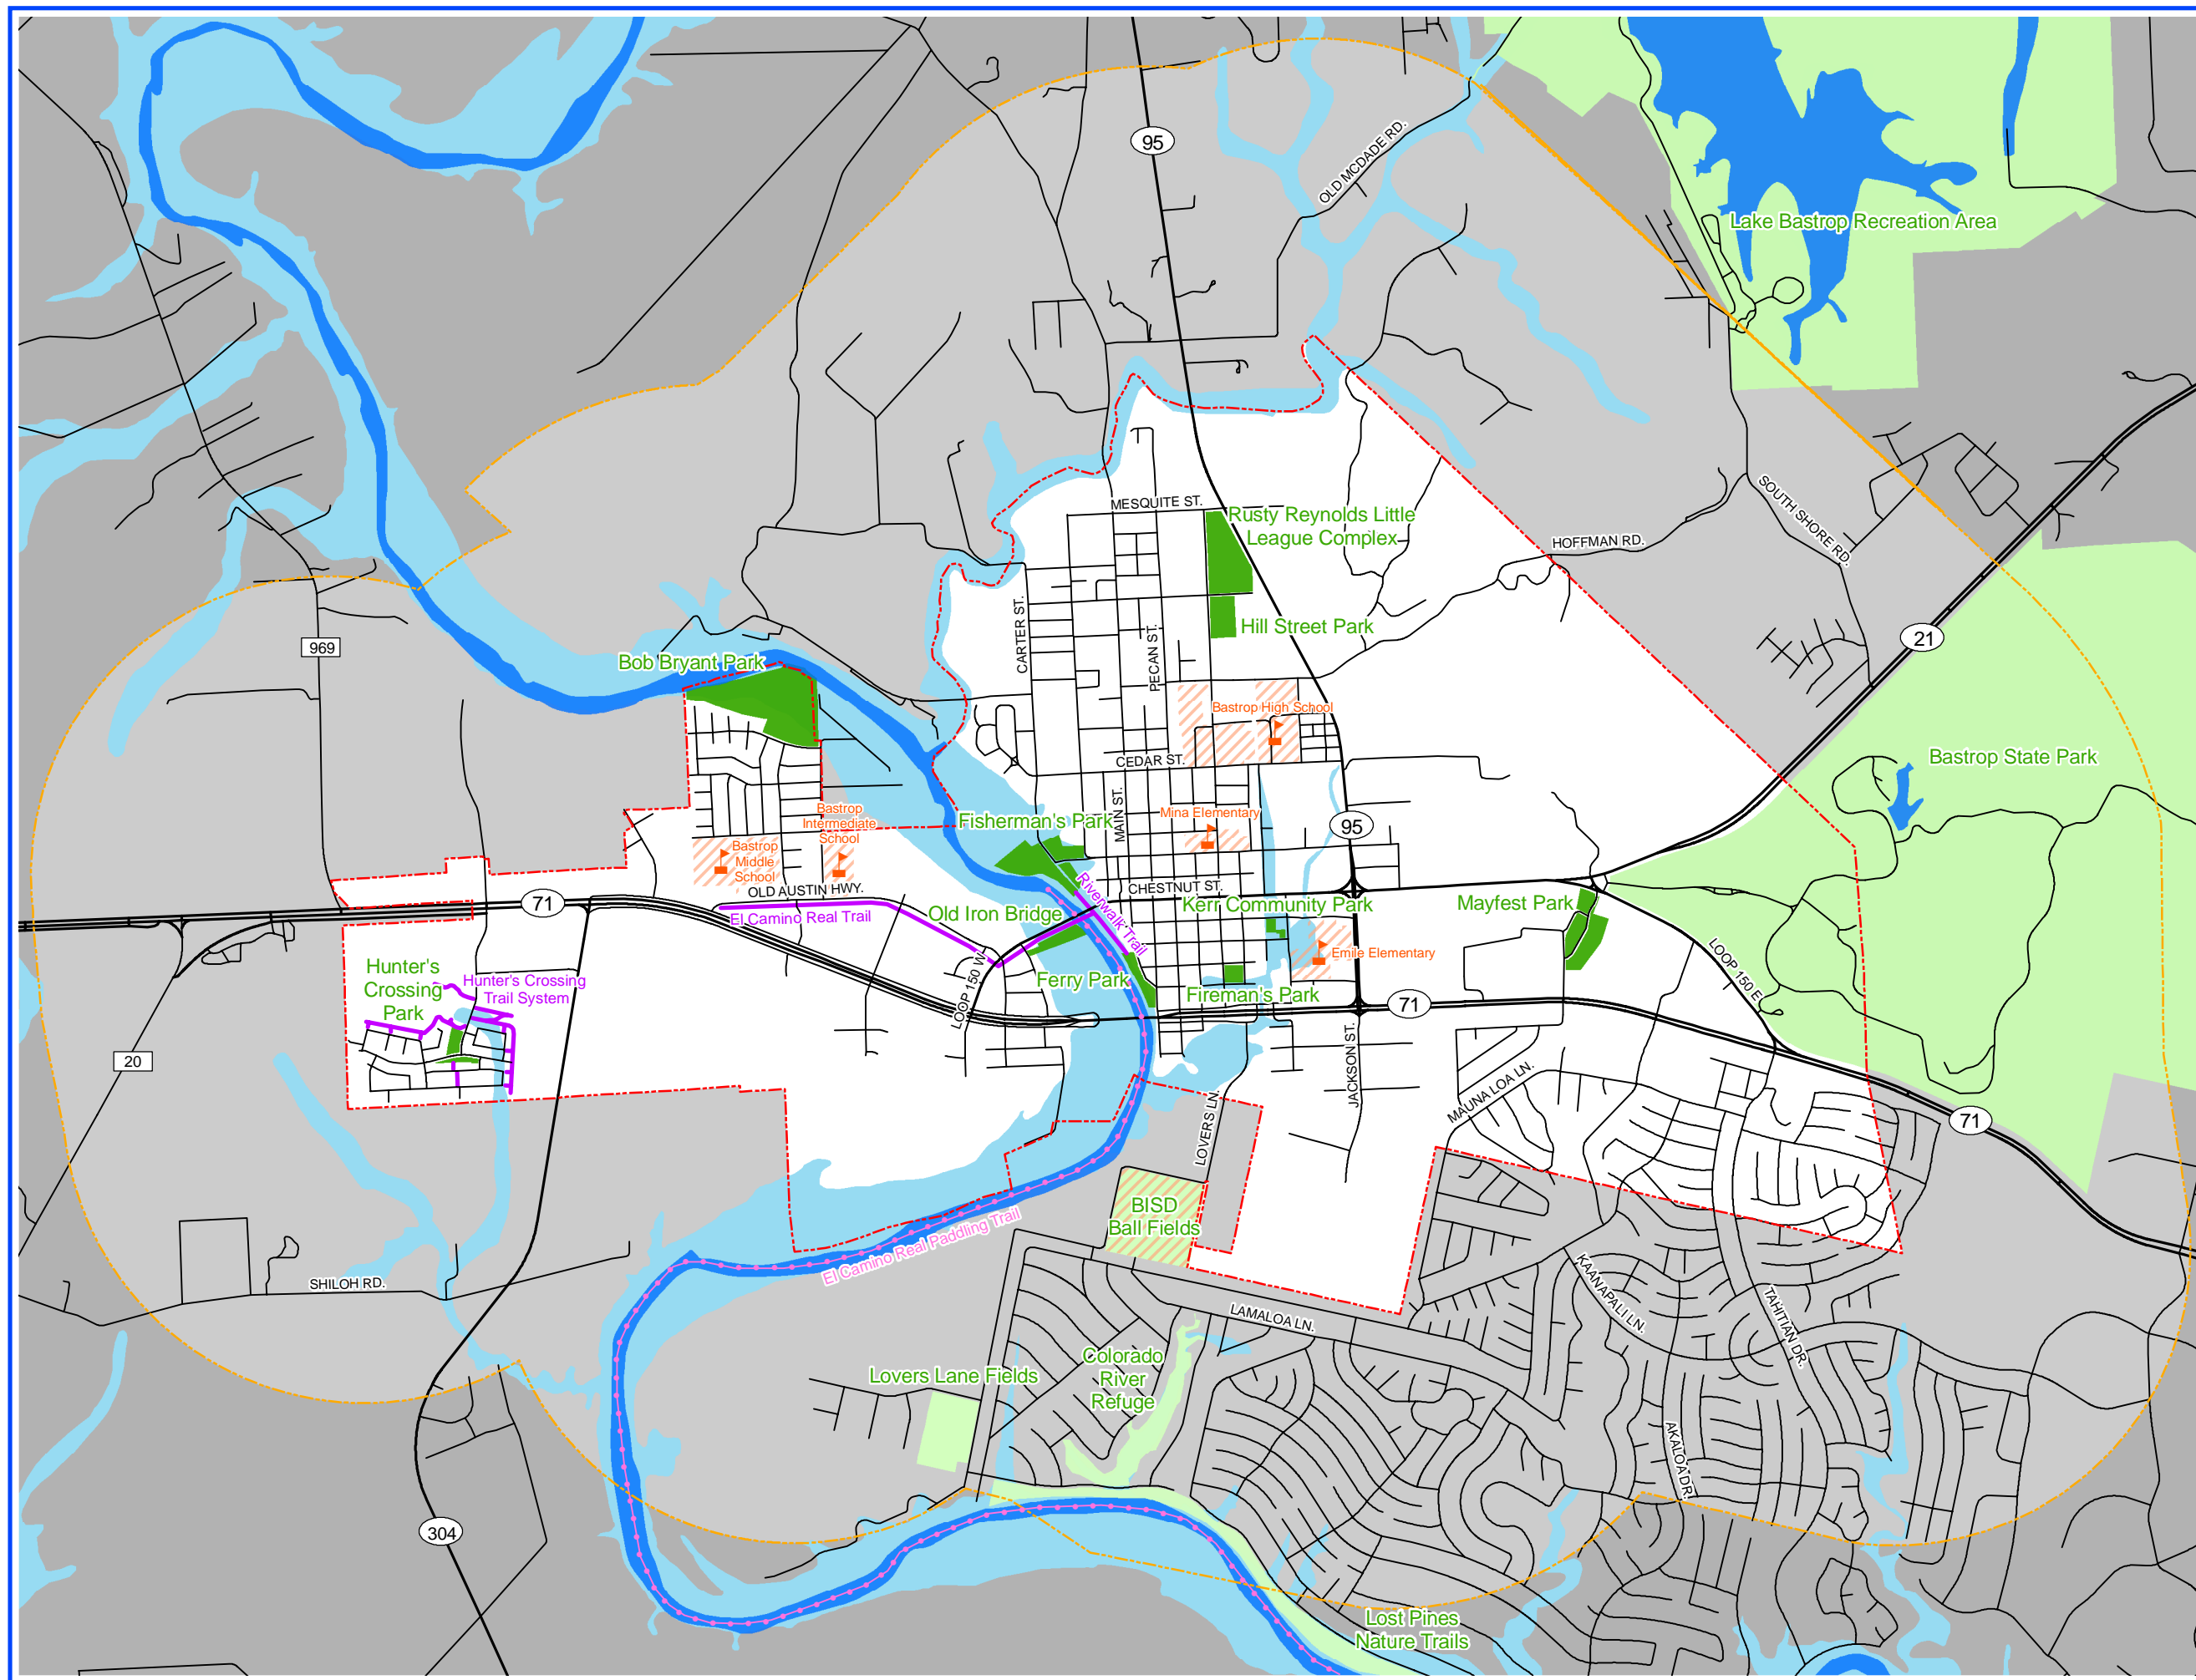 95
OLD MCDADE RD.
Lake Bastrop Recreation Area
MESQUITE ST.
Rusty Reynolds Little
League Complex
SOUTH SHORE RD.
HOFFMAN RD.
CARTER ST.
PECAN ST.
Hill Street Park
21
969
Bob Bryant Park
Bastrop High School
CEDAR ST.
Bastrop State Park
MAIN ST.
Bastrop
Intermediate
School
Fisherman's Park
Mina Elementary
95
Bastrop
Middle
School
OLD AUSTIN HWY.
CHESTNUT ST.
71
El Camino Real Trail
Old Iron Bridge
Riverwalk Trail
Kerr Community Park
Mayfest Park
Emile Elementary
LOOP 150 W
LOOP 150 E
Hunter's
Crossing
Park
Hunter's Crossing
Trail System
Ferry Park
Fireman's Park
71
20
JACKSON ST.
MAUNA LOA LN.
LOVERS LN.
71
BISD
Ball Fields
El Camino Real Paddling Trail
SHILOH RD.
LAMALOA LN.
KAANAPALI LN.
TAHITIAN DR.
Lovers Lane Fields
Colorado
River
Refuge
AKALOA DR.
304
Lost Pines
Nature Trails